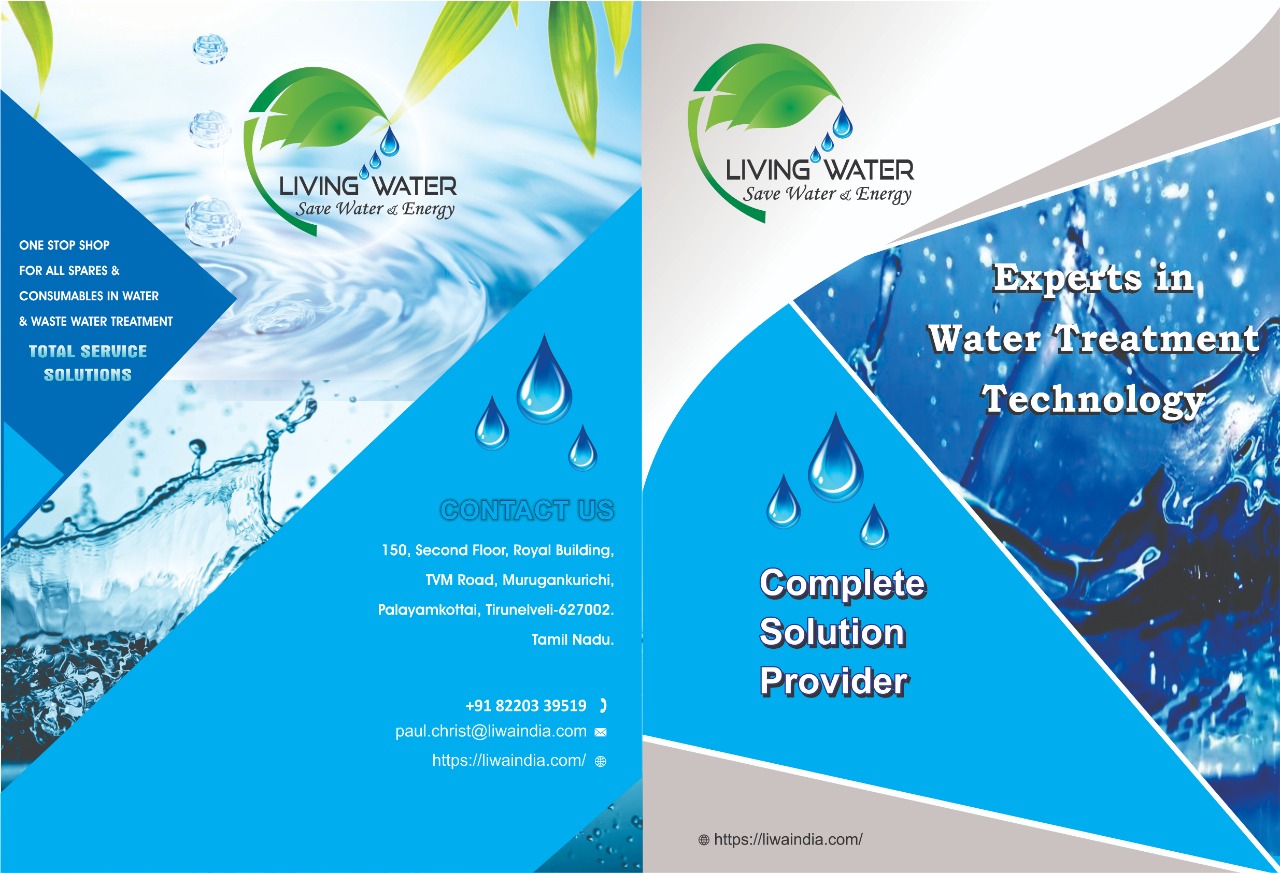 LIVING WATER
Save Water & Energy
ONE STOP SHOP
FOR ALL SPARES &
CONSUMABLES IN WATER
& WASTE WATER TREATMENT
TOTAL SERVICE
SOLUTIONS
CONTACT US
150, Second Floor, Royal Building,
TVM Road, Murugankurichi,
Palayamkottai, Tirunelveli-627002.
Tamil Nadu.
+91 82203 39519
paul.christ@liwaindia.com
https://liwaindia.com/
LIVING WATER
Save Water & Energy
Experts in
Water Treatment
Technology
Complete
Solution
Provider
https://liwaindia.com/